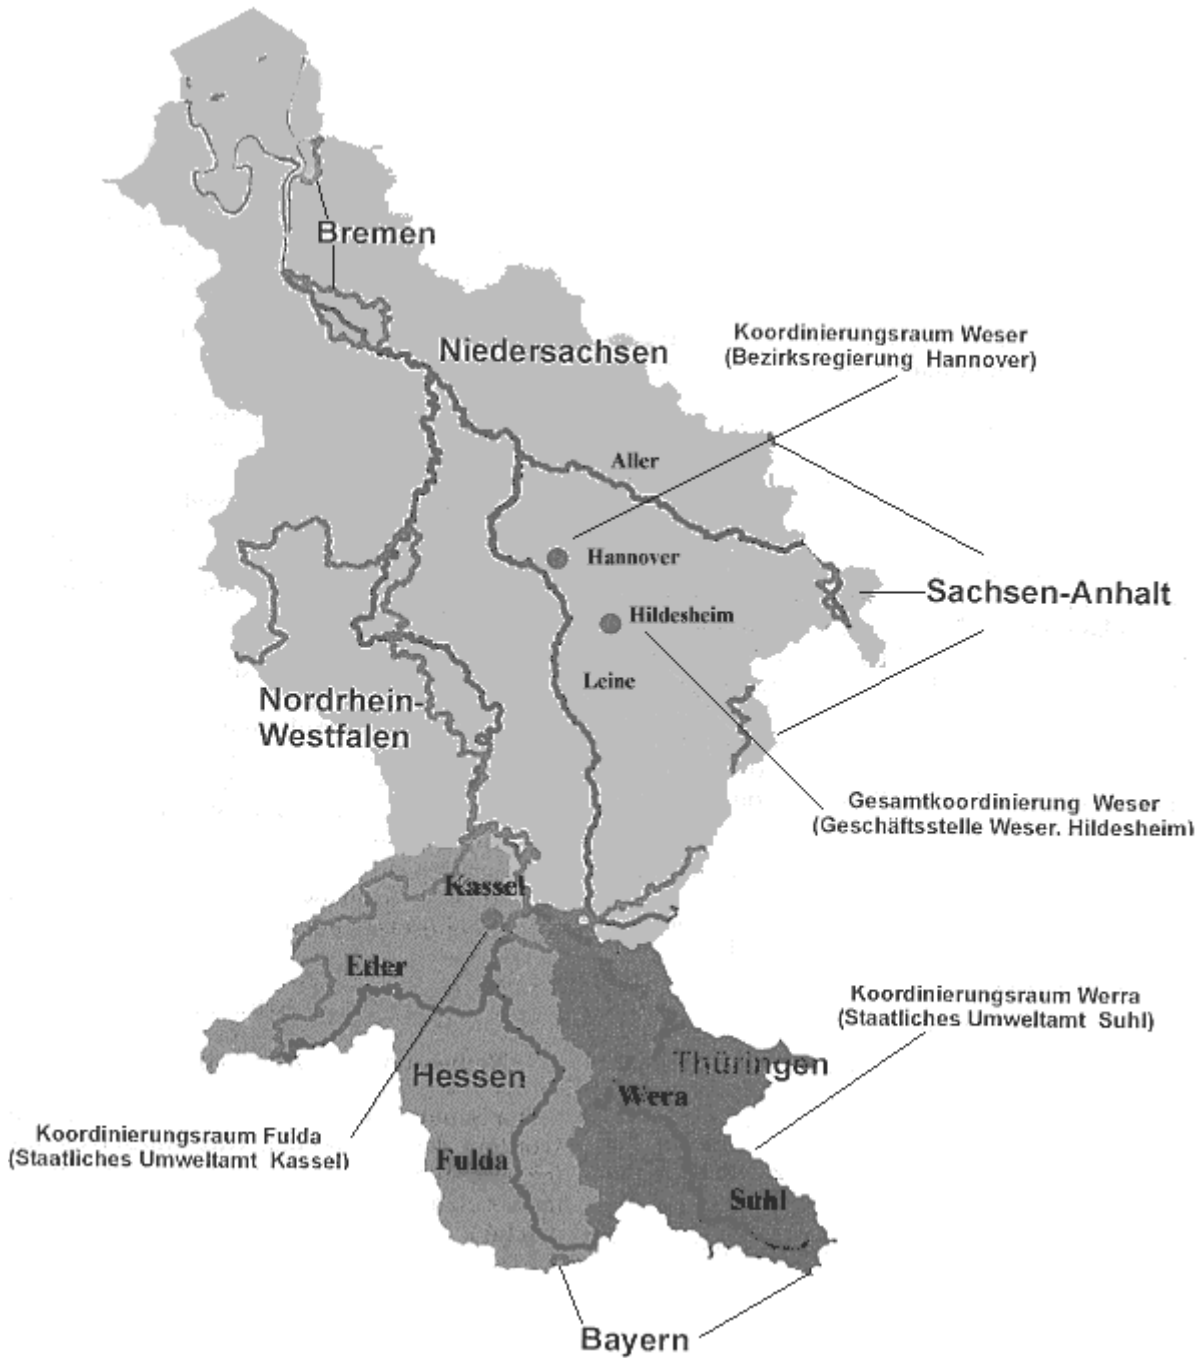 Bremen
Niedersachsen
Koordinierungsraum Weser
(Bezirksregierung Hannover)
Aller
Hannover
Sachsen-Anhalt
Hildesheim
Leine
Nordrhein-
Westfalen
Gesamtkoordinierung Weser
(Geschäftsstelle Weser. Hildesheim)
Kassel
Eder
Koordinierungsraum Werra
(Staatliches Umweltamt Suhl)
Thüringen
Hessen
Wera
Koordinierungsraum Fulda
(Staatliches Umweltamt Kassel)
Fulda
Suhl
Bayern